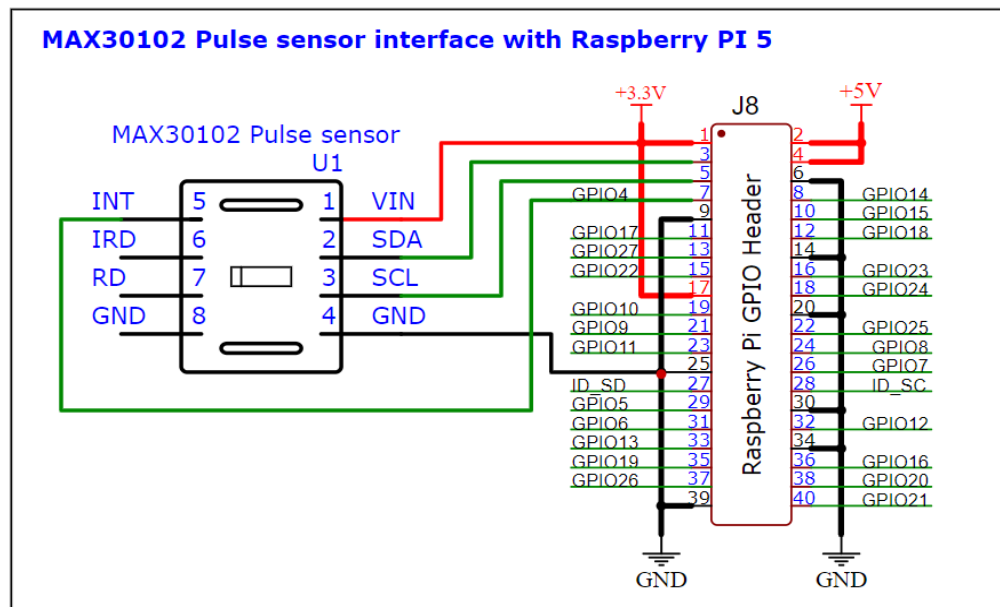 MAX30102 Pulse sensor interface with Raspberry PI 5
+3.3V
+5V
J8
MAX30102 Pulse sensor
U1
INT 5 1 VIN
IRD 6 2 SDA
RD 7 3 SCL
GND 8 4 GND
Raspberry Pi GPIO Header
1 2
3 4
5 6
GPIO4 7 8 GPIO14
9 10 GPIO15
GPIO17 11 12 GPIO18
GPIO27 13 14
GPIO22 15 16 GPIO23
17 18 GPIO24
GPIO10 19 20
GPIO9 21 22 GPIO25
GPIO11 23 24 GPIO8
25 26 GPIO7
ID_SD 27 28 ID_SC
GPIO5 29 30
GPIO6 31 32 GPIO12
GPIO13 33 34
GPIO19 35 36 GPIO16
GPIO26 37 38 GPIO20
39 40 GPIO21
GND GND